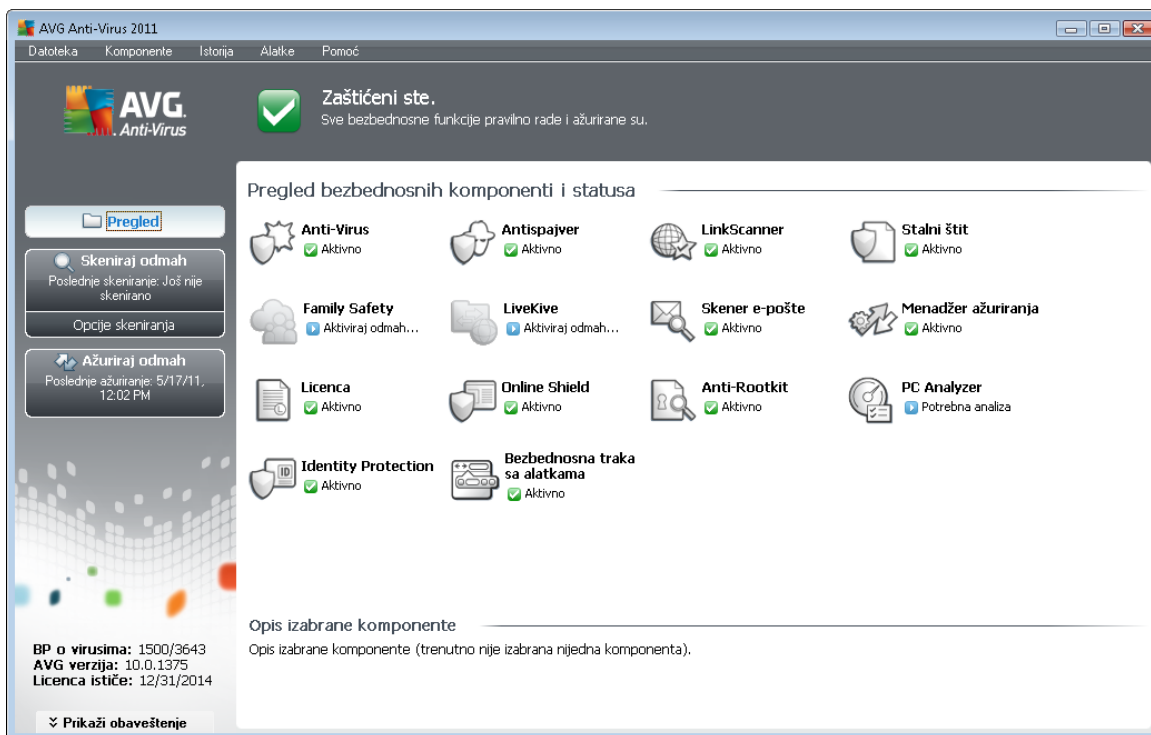 AVG Anti-Virus 2011
Datoteka Komponente Istorija Alatke Pomoć
AVG.
Anti-Virus
Zaštićeni ste.
Sve bezbednosne funkcije pravilno rade i ažurirane su.
Pregled
Skeniraj odmah
Poslednje skeniranje: Još nije
skenirano
Opcije skeniranja
Ažuriraj odmah
Poslednje ažuriranje: 5/17/11,
12:02 PM
BP o virusima: 1500/3643
AVG verzija: 10.0.1375
Licenca ističe: 12/31/2014
Prikaži obaveštenje
Pregled bezbednosnih komponenti i statusa
Anti-Virus
Aktivno
Antispajver
Aktivno
LinkScanner
Aktivno
Stalni štit
Aktivno
Family Safety
Aktiviraj odmah...
LiveKive
Aktiviraj odmah...
Skener e-pošte
Aktivno
Menadžer ažuriranja
Aktivno
Licenca
Aktivno
Online Shield
Aktivno
Anti-Rootkit
Aktivno
PC Analyzer
Potrebna analiza
ID
Identity Protection
Aktivno
Bezbednosna traka
sa alatkama
Aktivno
Opis izabrane komponente
Opis izabrane komponente (trenutno nije izabrana nijedna komponenta).